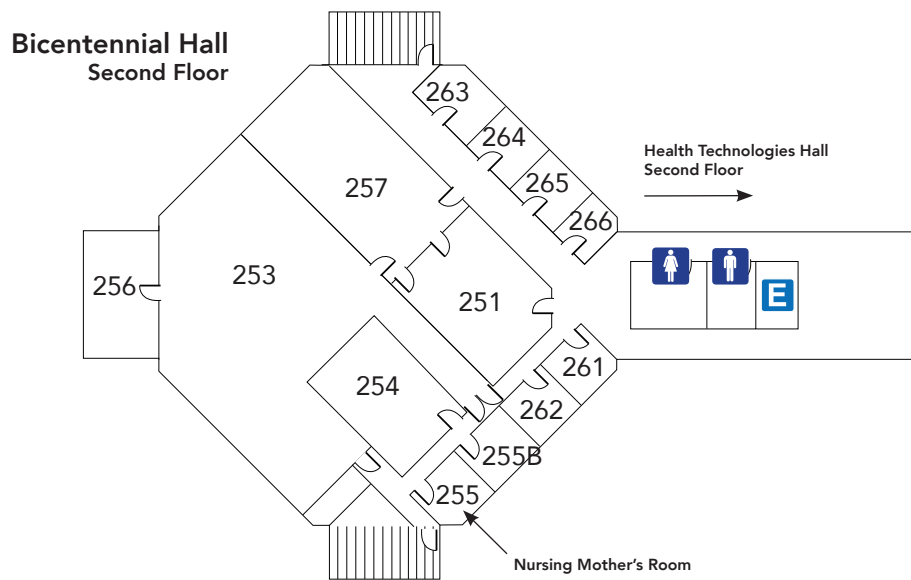 Bicentennial Hall
Second Floor
263
264
Health Technologies Hall
Second Floor
265
257
266
253
256
251
E
261
254
262
255B
255
Nursing Mother's Room